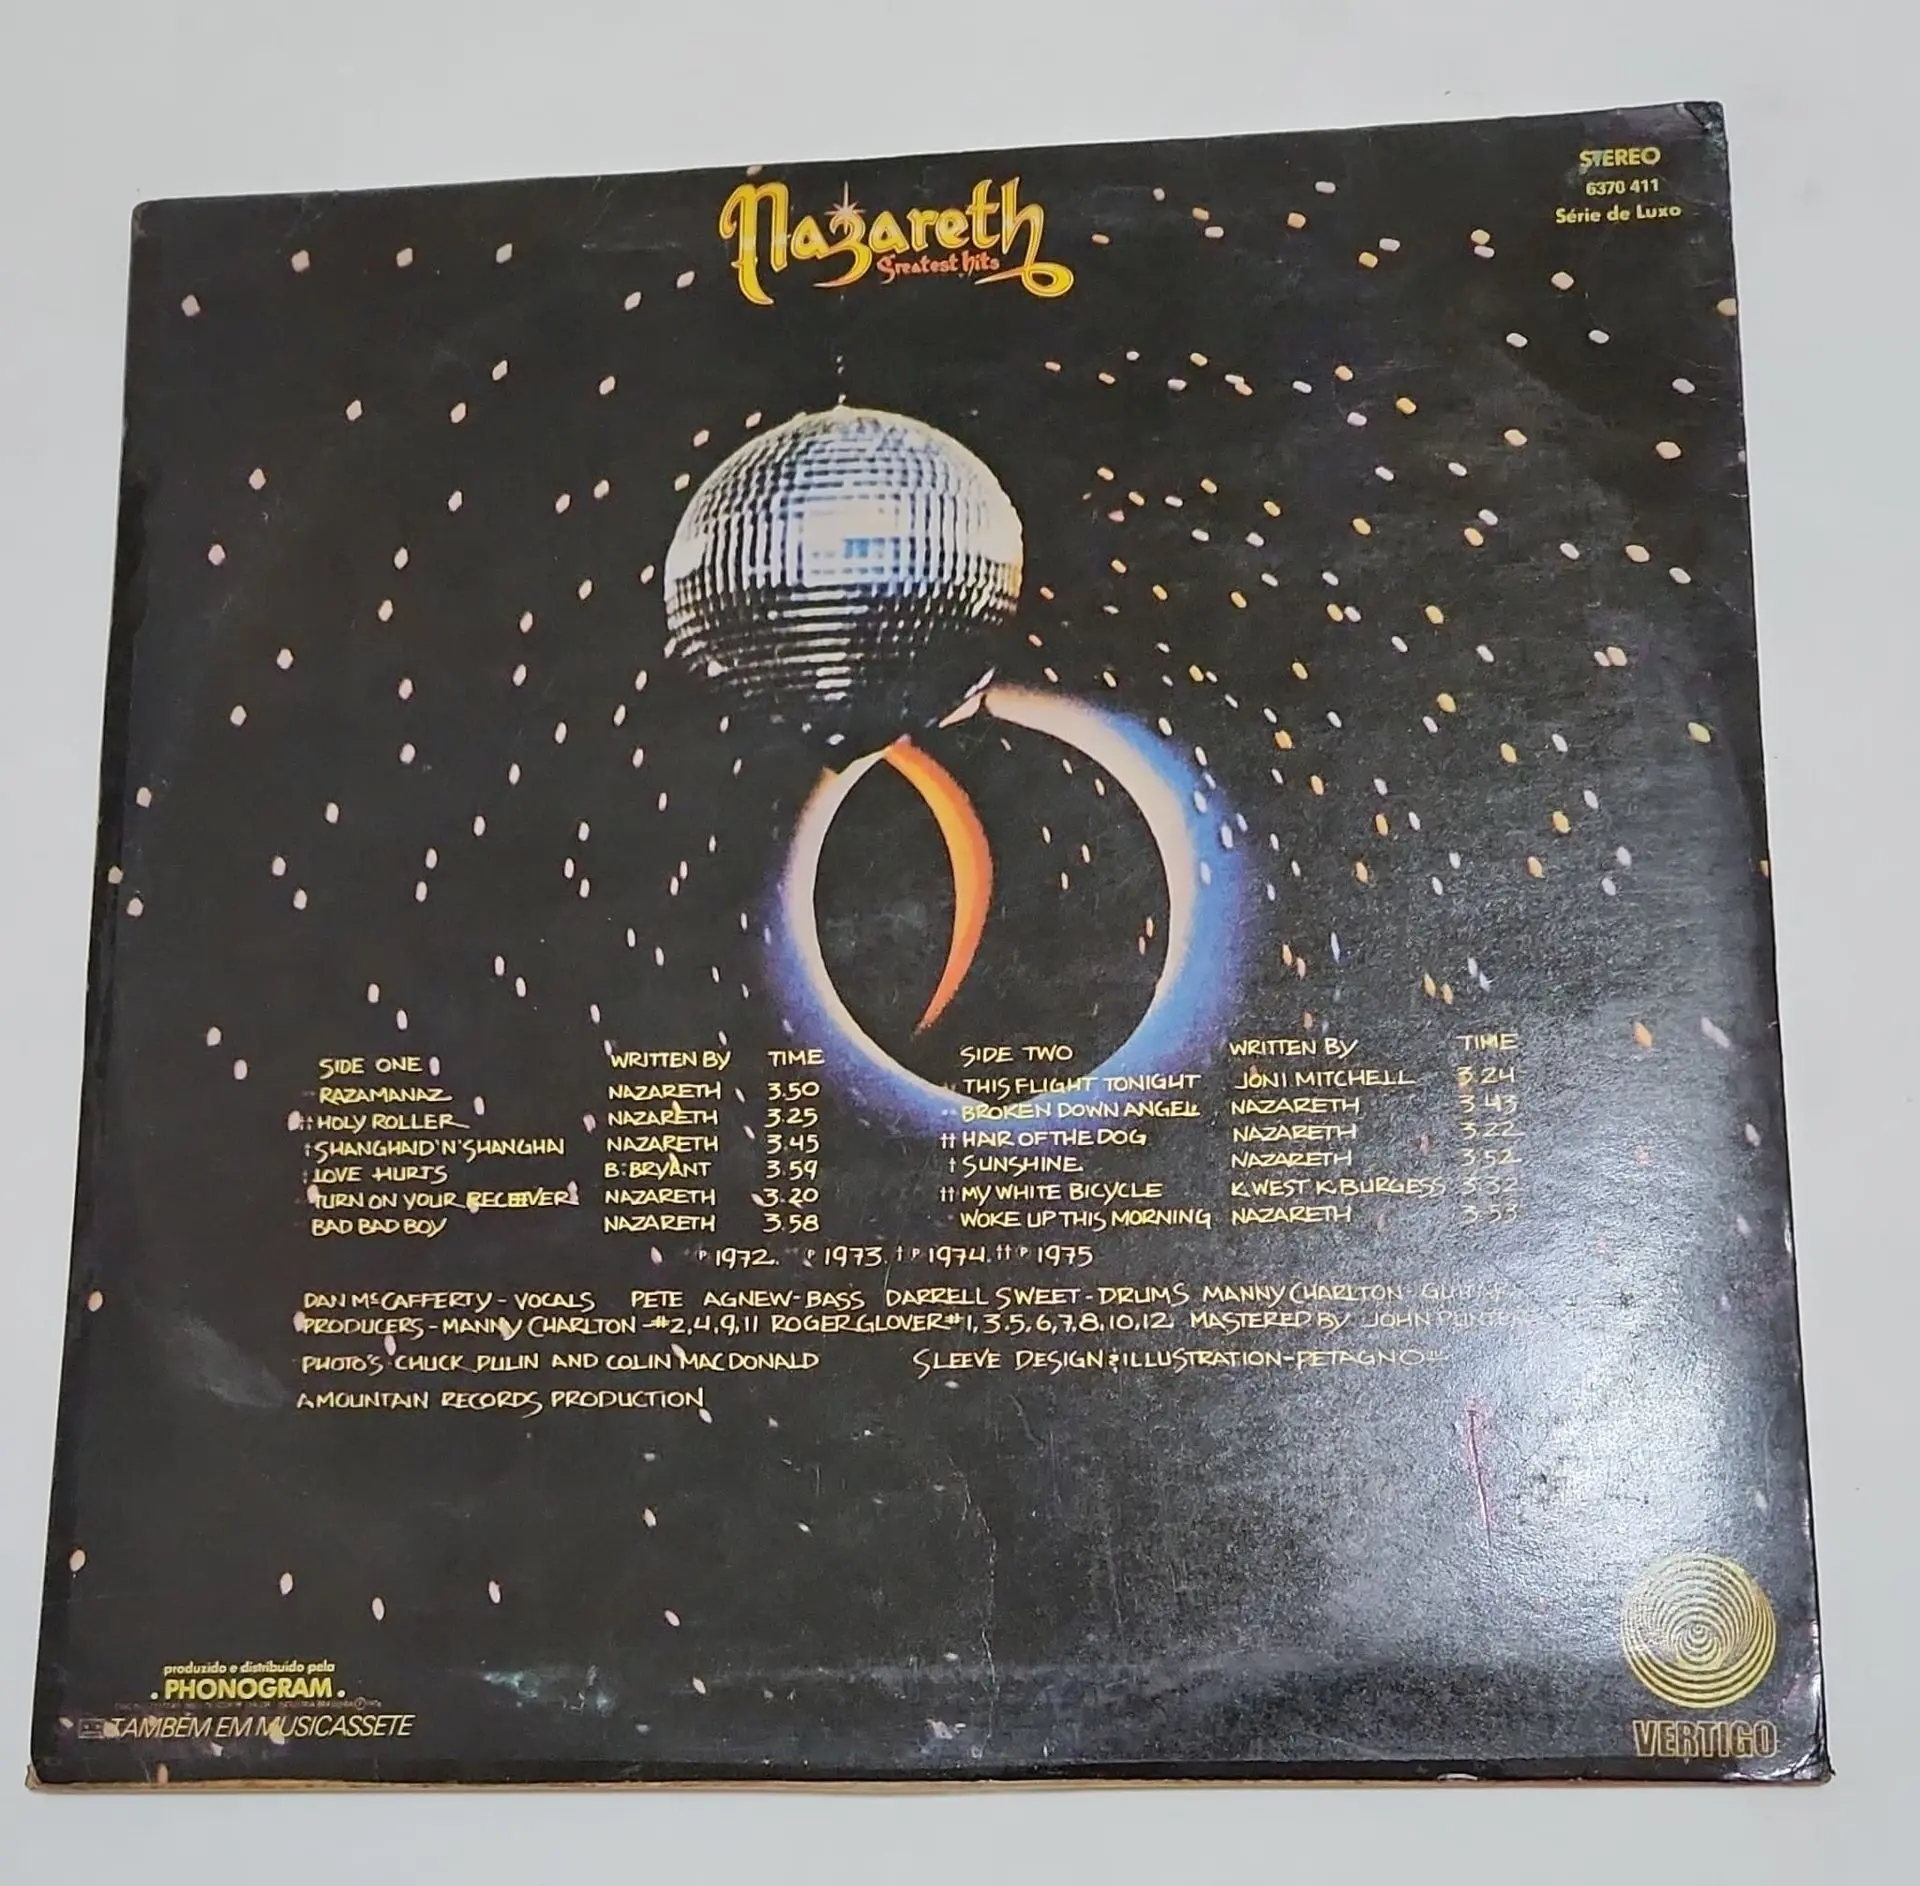 STEREO
6370 411
Série de Luxo
Nazareth
Greatest hits
SIDE ONE WRITTEN BY TIME
RAZAMANAZ NAZARETH 3.50
†† HOLY ROLLER NAZARETH 3.25
† SHANGHAID'N'SHANGHAI NAZARETH 3.45
LOVE HURTS B. BRYANT 3.59
TURN ON YOUR RECEIVER NAZARETH 3.20
BAD BAD BOY NAZARETH 3.58
SIDE TWO WRITTEN BY TIME
THIS FLIGHT TONIGHT JONI MITCHELL 3.24
BROKEN DOWN ANGEL NAZARETH 3.43
†† HAIR OF THE DOG NAZARETH 3.22
† SUNSHINE NAZARETH 3.52
†† MY WHITE BICYCLE K.WEST K.BURGESS 3.32
WOKE UP THIS MORNING NAZARETH 3.53
P 1972. P 1973. † P 1974. †† P 1975
DAN McCAFFERTY - VOCALS PETE AGNEW - BASS DARRELL SWEET - DRUMS MANNY CHARLTON GUITAR
PRODUCERS - MANNY CHARLTON - #2,4,9,11 ROGER GLOVER #1,3,5,6,7,8,10,12 MASTERED BY JOHN PUNTER
PHOTO'S - CHUCK PULIN AND COLIN MACDONALD SLEEVE DESIGN & ILLUSTRATION - PETAGNO
A MOUNTAIN RECORDS PRODUCTION
produzido e distribuido pela
. PHONOGRAM .
TAMBÉM EM MUSICASSETE
VERTIGO